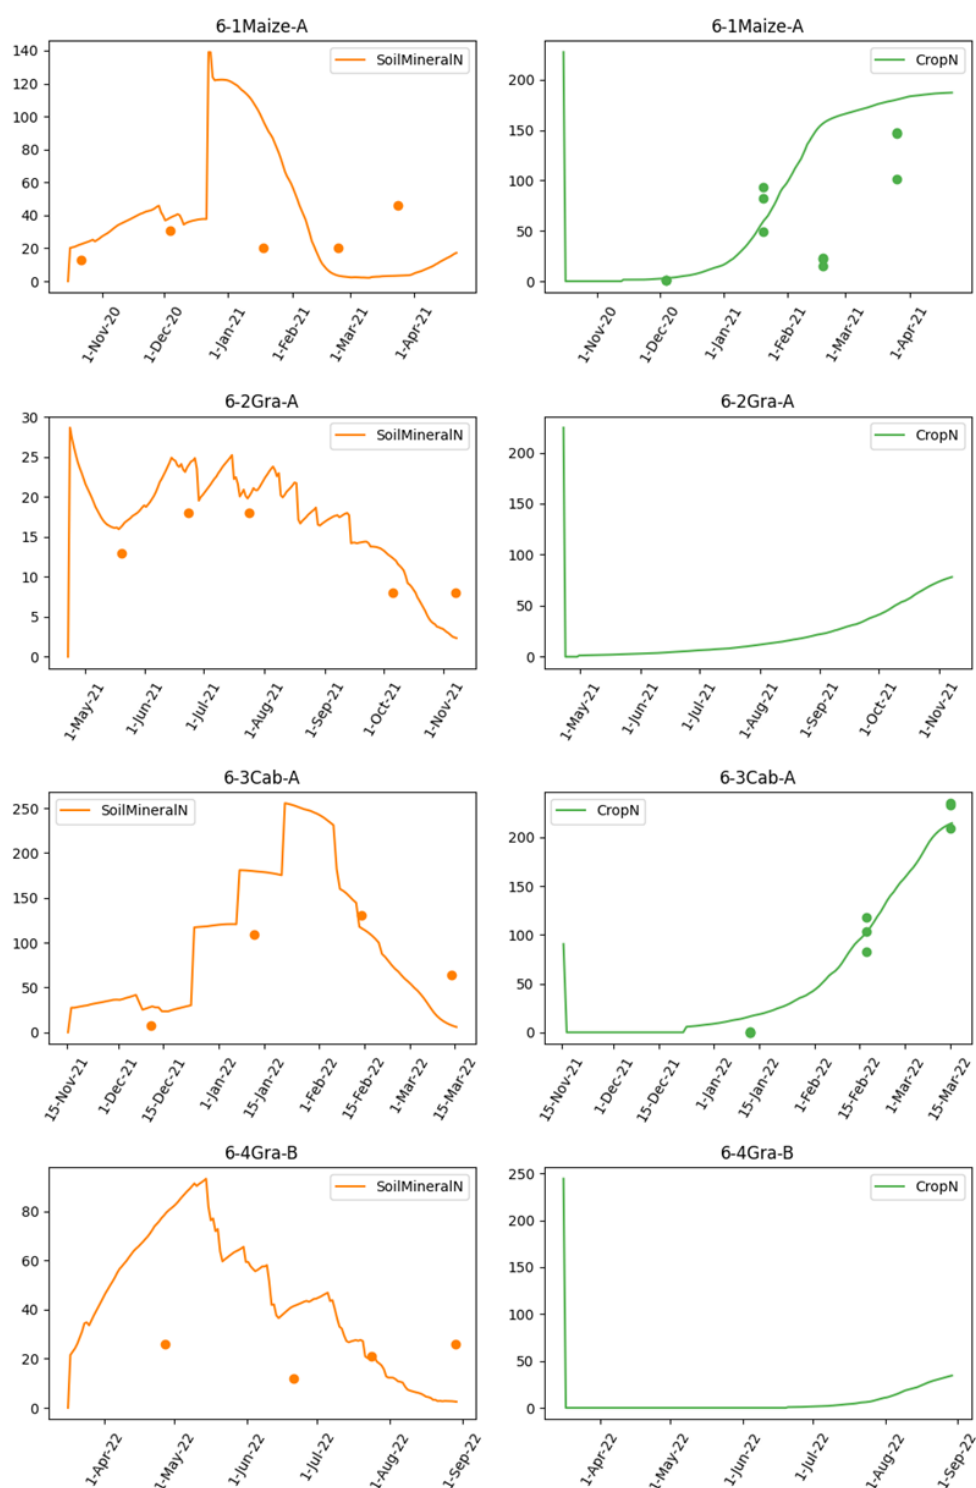 6-1Maize-A
SoilMineralN
140
120
100
80
60
40
20
0
1-Nov-20
1-Dec-20
1-Jan-21
1-Feb-21
1-Mar-21
1-Apr-21
6-1Maize-A
CropN
200
150
100
50
0
1-Nov-20
1-Dec-20
1-Jan-21
1-Feb-21
1-Mar-21
1-Apr-21
6-2Gra-A
SoilMineralN
30
25
20
15
10
5
0
1-May-21
1-Jun-21
1-Jul-21
1-Aug-21
1-Sep-21
1-Oct-21
1-Nov-21
6-2Gra-A
CropN
200
150
100
50
0
1-May-21
1-Jun-21
1-Jul-21
1-Aug-21
1-Sep-21
1-Oct-21
1-Nov-21
6-3Cab-A
SoilMineralN
250
200
150
100
50
0
15-Nov-21
1-Dec-21
15-Dec-21
1-Jan-22
15-Jan-22
1-Feb-22
15-Feb-22
1-Mar-22
15-Mar-22
6-3Cab-A
CropN
200
150
100
50
0
15-Nov-21
1-Dec-21
15-Dec-21
1-Jan-22
15-Jan-22
1-Feb-22
15-Feb-22
1-Mar-22
15-Mar-22
6-4Gra-B
SoilMineralN
80
60
40
20
0
1-Apr-22
1-May-22
1-Jun-22
1-Jul-22
1-Aug-22
1-Sep-22
6-4Gra-B
CropN
250
200
150
100
50
0
1-Apr-22
1-May-22
1-Jun-22
1-Jul-22
1-Aug-22
1-Sep-22